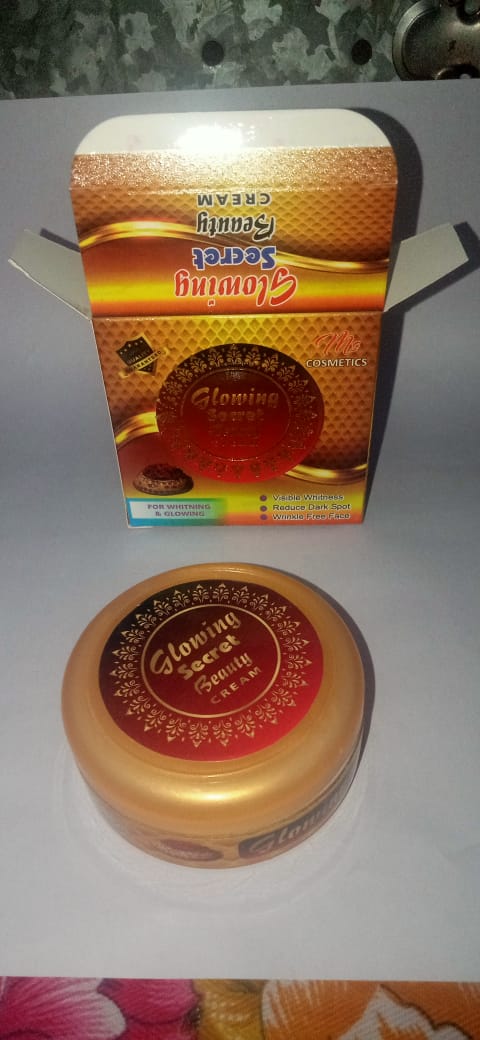 Glowing
Secret
Beauty
CREAM
Ms
COSMETICS
Glowing
Secret
FOR WHITNING
& GLOWING
Visible Whitness
Reduce Dark Spot
Wrinkle Free Face
Glowing
Secret
Beauty
CREAM
Glowing